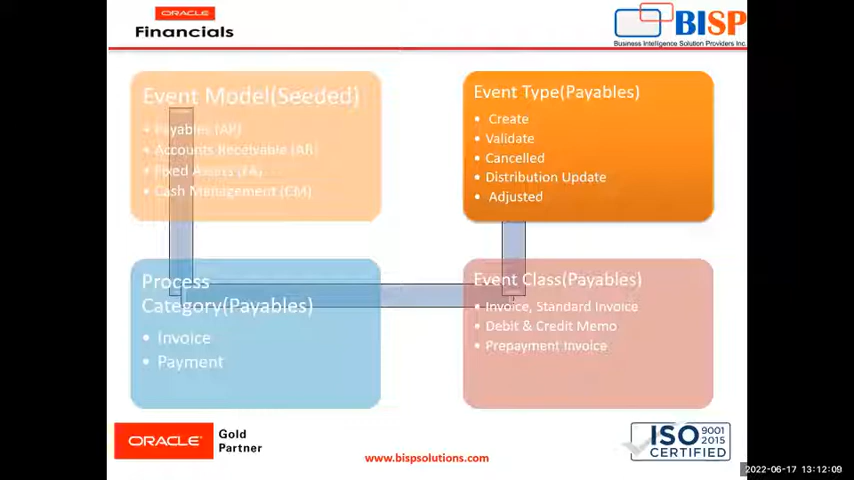 ORACLE
Financials
BISP
Business Intelligence Solution Providers Inc.
Event Model(Seeded)
• Payables (AP)
• Accounts Receivable (AR)
• Fixed Assets (FA)
• Cash Management (CM)
Event Type(Payables)
• Create
• Validate
• Cancelled
• Distribution Update
• Adjusted
Process
Category(Payables)
• Invoice
• Payment
Event Class(Payables)
• Invoice, Standard Invoice
• Debit & Credit Memo
• Prepayment Invoice
ORACLE
Gold
Partner
www.bispsolutions.com
ISO 9001
2015
CERTIFIED
2022-06-17 13:12:09